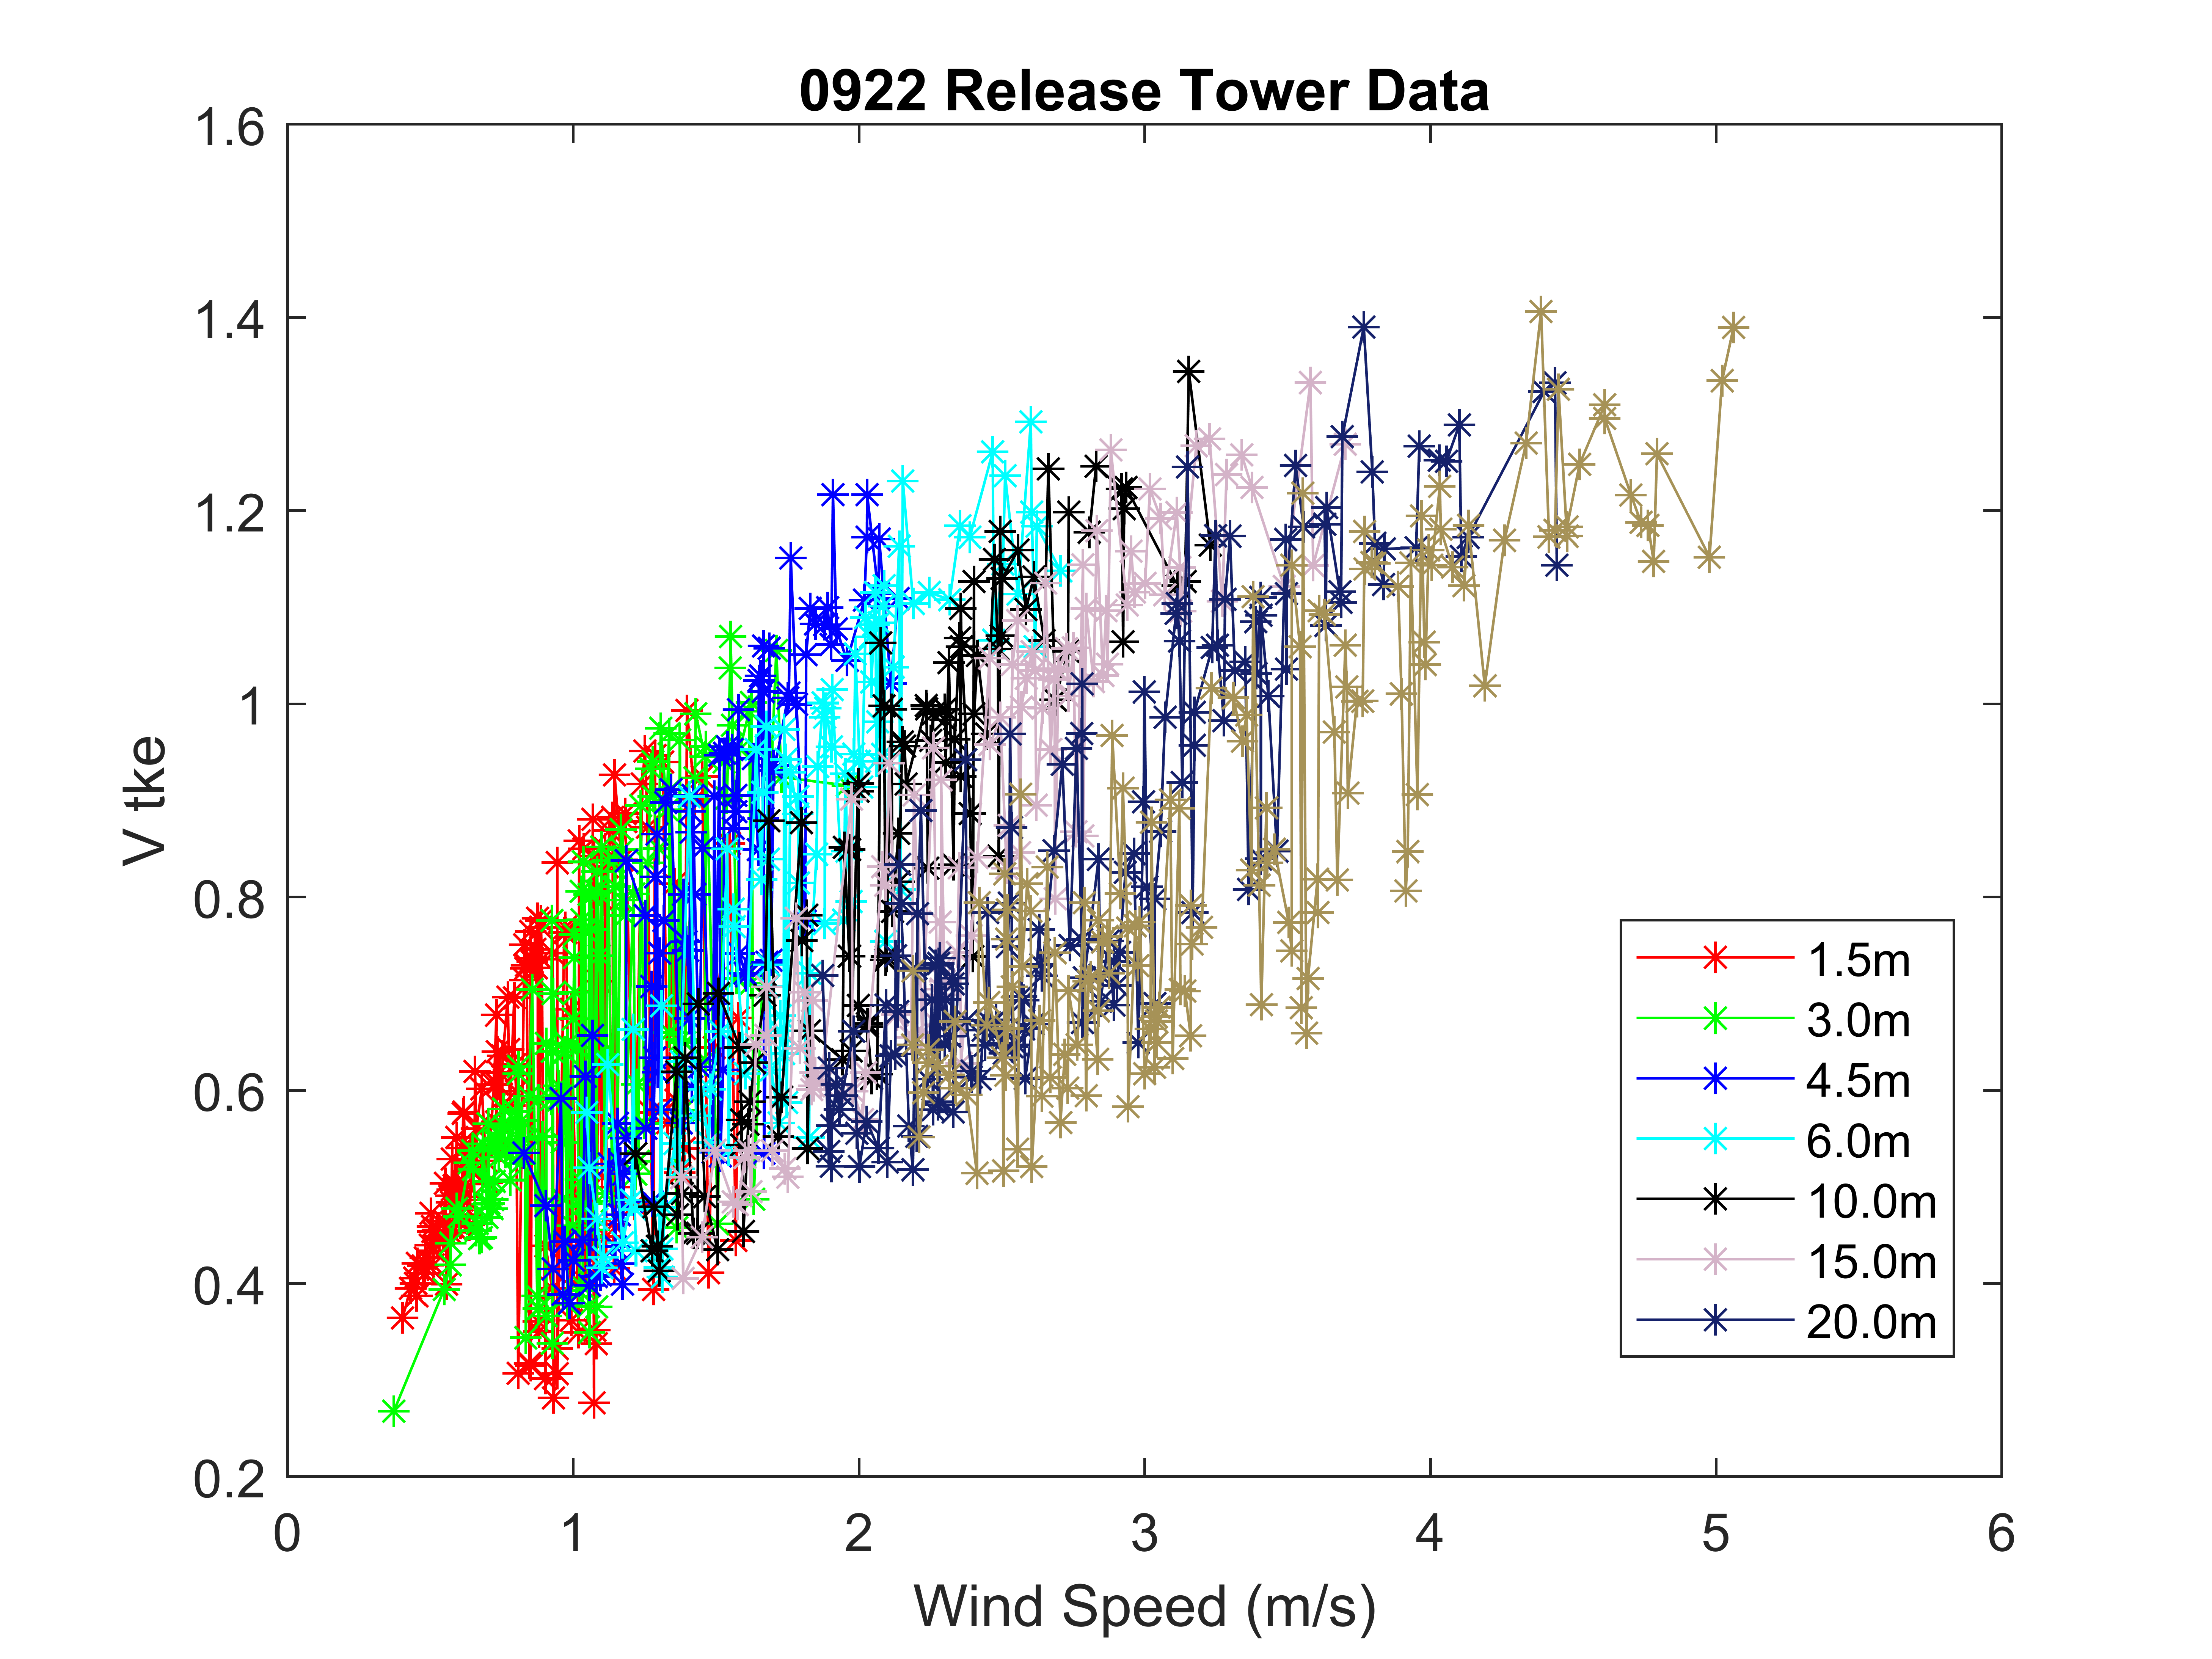 0922 Release Tower Data
1.6
1.4
1.2
1
0.8
0.6
0.4
0.2
V tke
0 1 2 3 4 5 6
Wind Speed (m/s)
1.5m
3.0m
4.5m
6.0m
10.0m
15.0m
20.0m